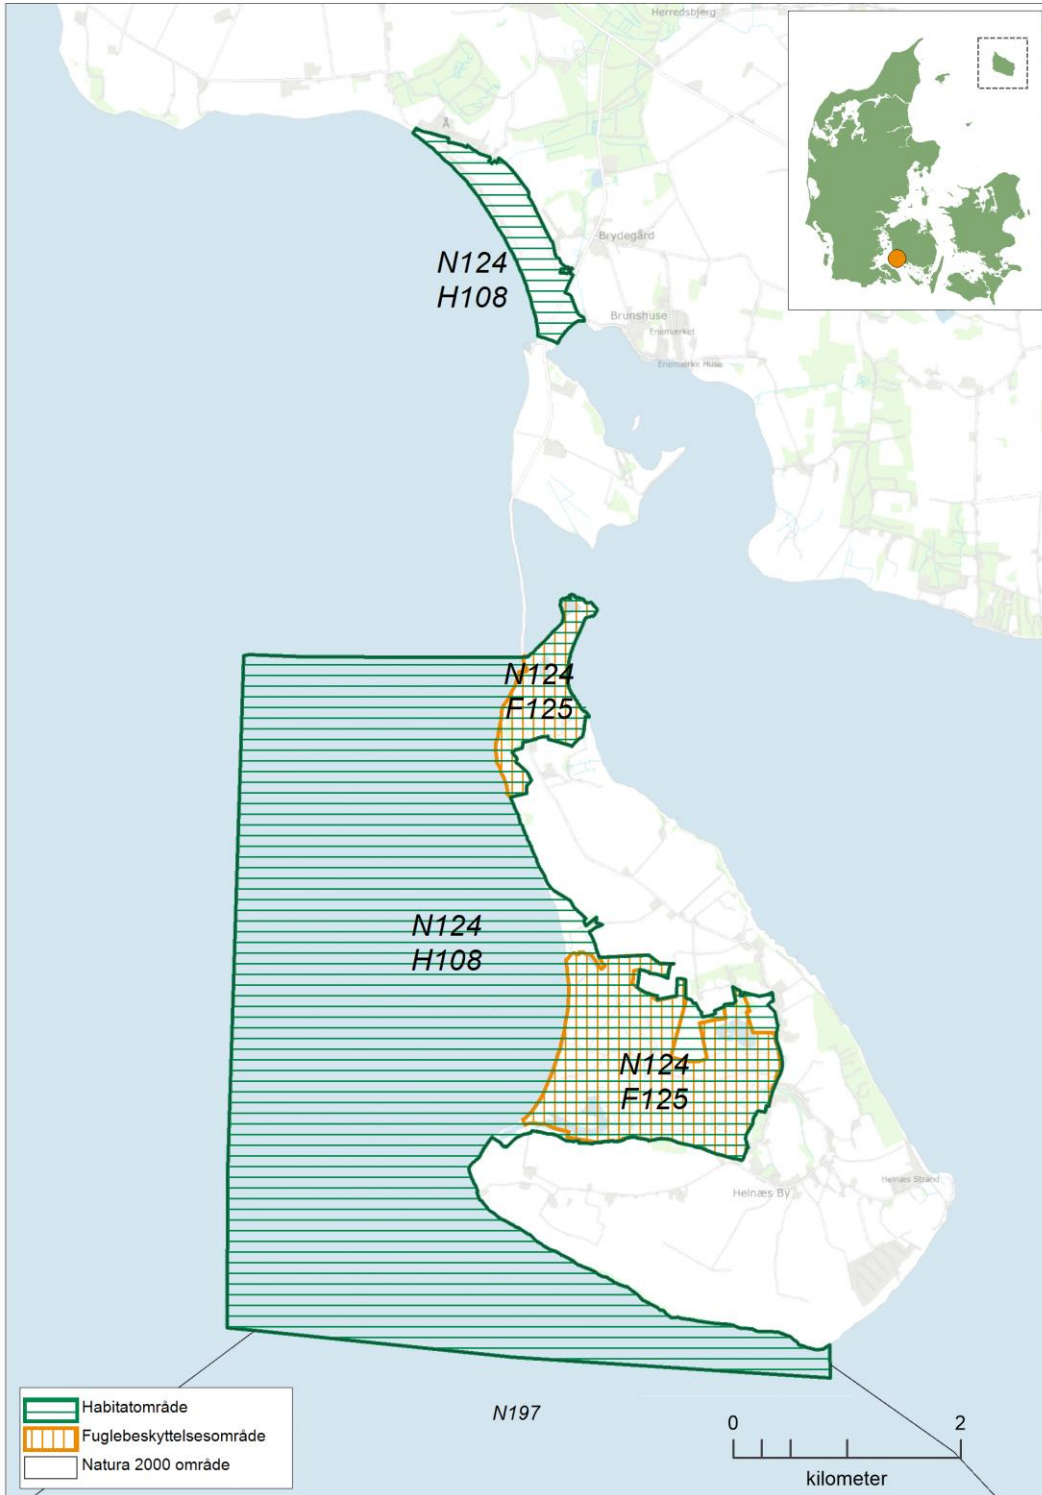 Herredsbjerg
Å
Brydegård
N124
H108
Brunshuse
Enemærket
Enemærke Huse
N124
F125
N124
H108
N124
F125
Helnæs By
Helnæs Strand
N197
Habitatområde
Fuglebeskyttelsesområde
Natura 2000 område
0
2
kilometer